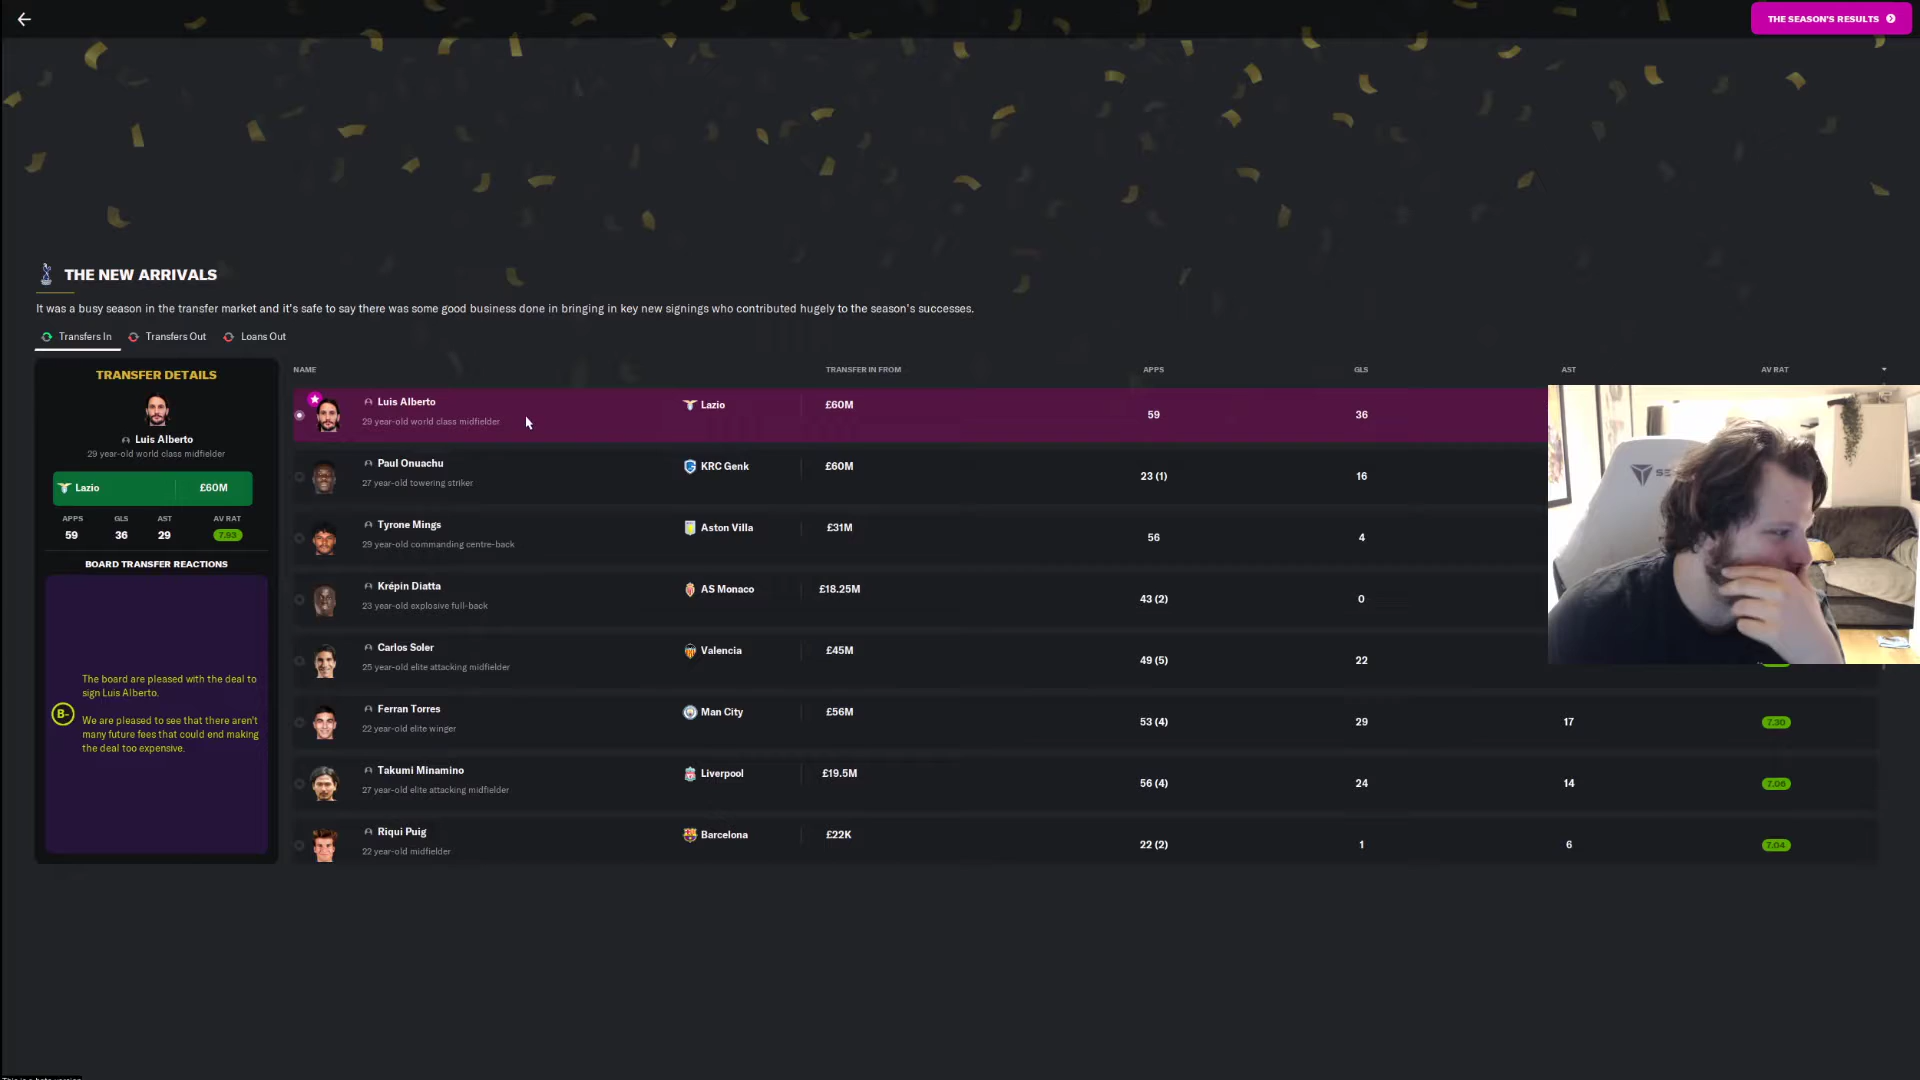 THE SEASON'S RESULTS
THE NEW ARRIVALS
It was a busy season in the transfer market and it's safe to say there was some good business done in bringing in key new signings who contributed hugely to the season's successes.
Transfers In Transfers Out Loans Out
TRANSFER DETAILS
Luis Alberto
29 year-old world class midfielder
Lazio £60M
APPS GLS AST AV RAT
59 36 29 7.93
BOARD TRANSFER REACTIONS
B-
The board are pleased with the deal to
sign Luis Alberto.
We are pleased to see that there aren't
many future fees that could end making
the deal too expensive.
NAME TRANSFER IN FROM APPS GLS AST AV RAT
Luis Alberto Lazio £60M 59 36
29 year-old world class midfielder
Paul Onuachu KRC Genk £60M 23 (1) 16
27 year-old towering striker
Tyrone Mings Aston Villa £31M 56 4
29 year-old commanding centre-back
Krépin Diatta AS Monaco £18.25M 43 (2) 0
23 year-old explosive full-back
Carlos Soler Valencia £45M 49 (5) 22
25 year-old elite attacking midfielder
Ferran Torres Man City £56M 53 (4) 29 17 7.30
22 year-old elite winger
Takumi Minamino Liverpool £19.5M 56 (4) 24 14 7.06
27 year-old elite attacking midfielder
Riqui Puig Barcelona £22K 22 (2) 1 6 7.04
22 year-old midfielder